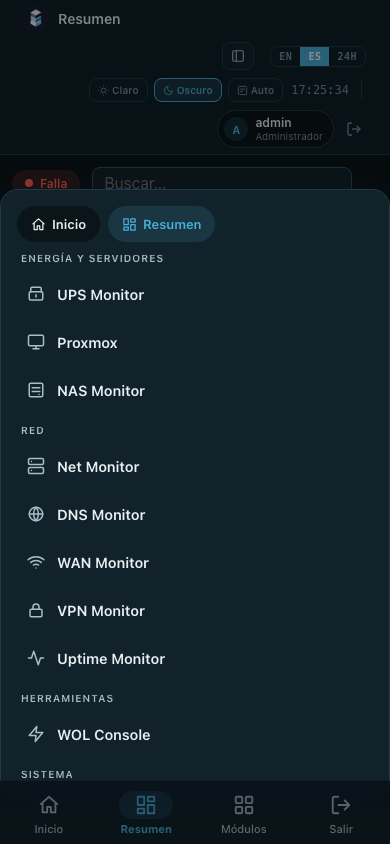 Resumen
EN ES 24H
Claro Oscuro Auto 17:25:34
A admin
Administrador
Falla Buscar...
Inicio Resumen
ENERGÍA Y SERVIDORES
UPS Monitor
Proxmox
NAS Monitor
RED
Net Monitor
DNS Monitor
WAN Monitor
VPN Monitor
Uptime Monitor
HERRAMIENTAS
WOL Console
SISTEMA
Inicio Resumen Módulos Salir